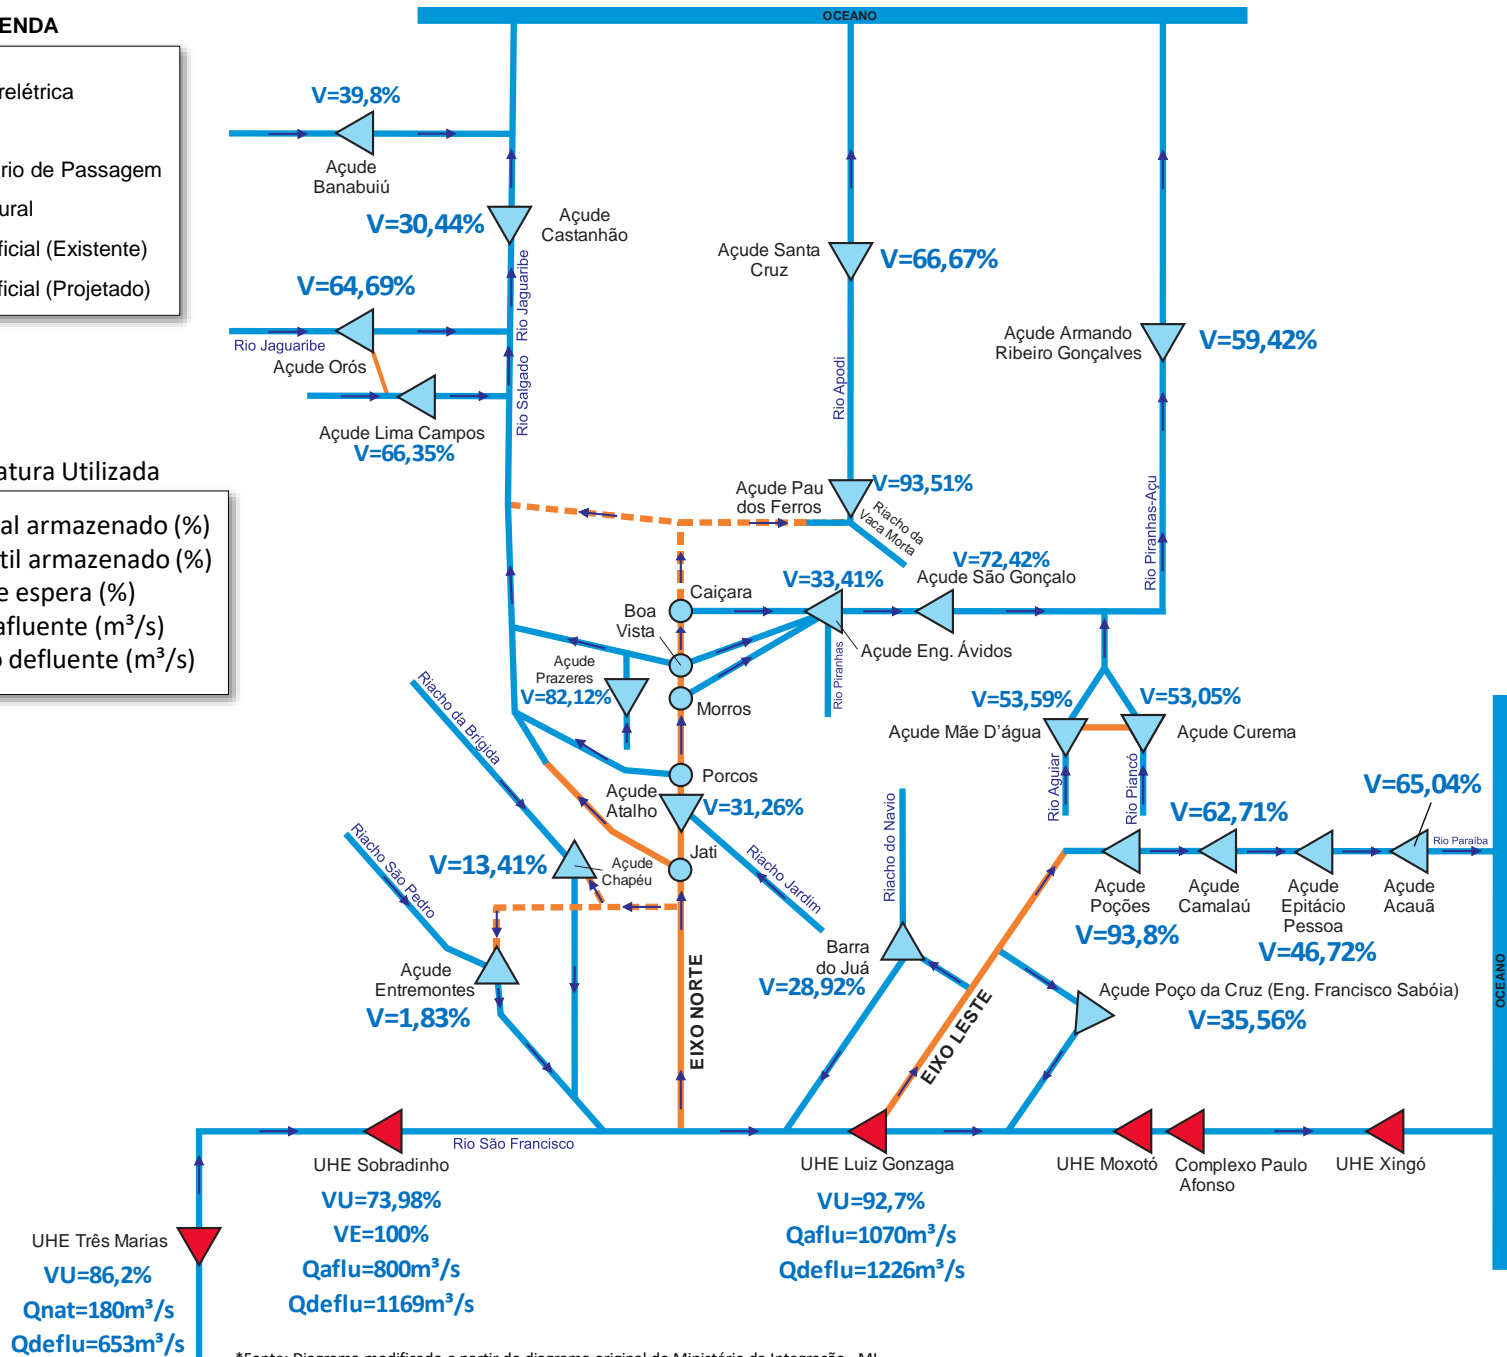 OCEANO
ENDA
relétrica
rio de Passagem
ural
ficial (Existente)
ficial (Projetado)
V=39,8%
Açude
Banabuiú
V=30,44%
Açude
Castanhão
Rio Jaguaribe
V=64,69%
Rio Jaguaribe
Açude Orós
Rio Salgado
Açude Lima Campos
V=66,35%
Açude Santa
Cruz
V=66,67%
Rio Apodi
Açude Armando
Ribeiro Gonçalves
V=59,42%
Rio Piranhas-Açu
atura Utilizada
al armazenado (%)
til armazenado (%)
e espera (%)
afluente (m³/s)
o defluente (m³/s)
Açude Pau
dos Ferros
V=93,51%
Riacho da
Vaca Morta
V=72,42%
Açude São Gonçalo
V=33,41%
Caiçara
Boa
Vista
Açude Eng. Ávidos
Rio Piranhas
Açude
Prazeres
V=82,12%
Morros
Riacho da Brígida
Porcos
Açude
Atalho
V=31,26%
V=53,59%
V=53,05%
Açude Mãe D'água
Açude Curema
Rio Aguiar
Rio Piancó
V=65,04%
V=62,71%
Rio Paraíba
Riacho São Pedro
V=13,41%
Açude
Chapéu
Jati
Riacho Jardim
Riacho do Navio
Açude
Poções
V=93,8%
Açude
Camalaú
Açude
Epitácio
Pessoa
V=46,72%
Açude
Acauã
Açude
Entremontes
V=1,83%
EIXO NORTE
Barra
do Juá
V=28,92%
EIXO LESTE
Açude Poço da Cruz (Eng. Francisco Sabóia)
V=35,56%
OCEANO
Rio São Francisco
UHE Sobradinho
VU=73,98%
VE=100%
Qaflu=800m³/s
Qdeflu=1169m³/s
UHE Luiz Gonzaga
VU=92,7%
Qaflu=1070m³/s
Qdeflu=1226m³/s
UHE Moxotó
Complexo Paulo
Afonso
UHE Xingó
UHE Três Marias
VU=86,2%
Qnat=180m³/s
Qdeflu=653m³/s